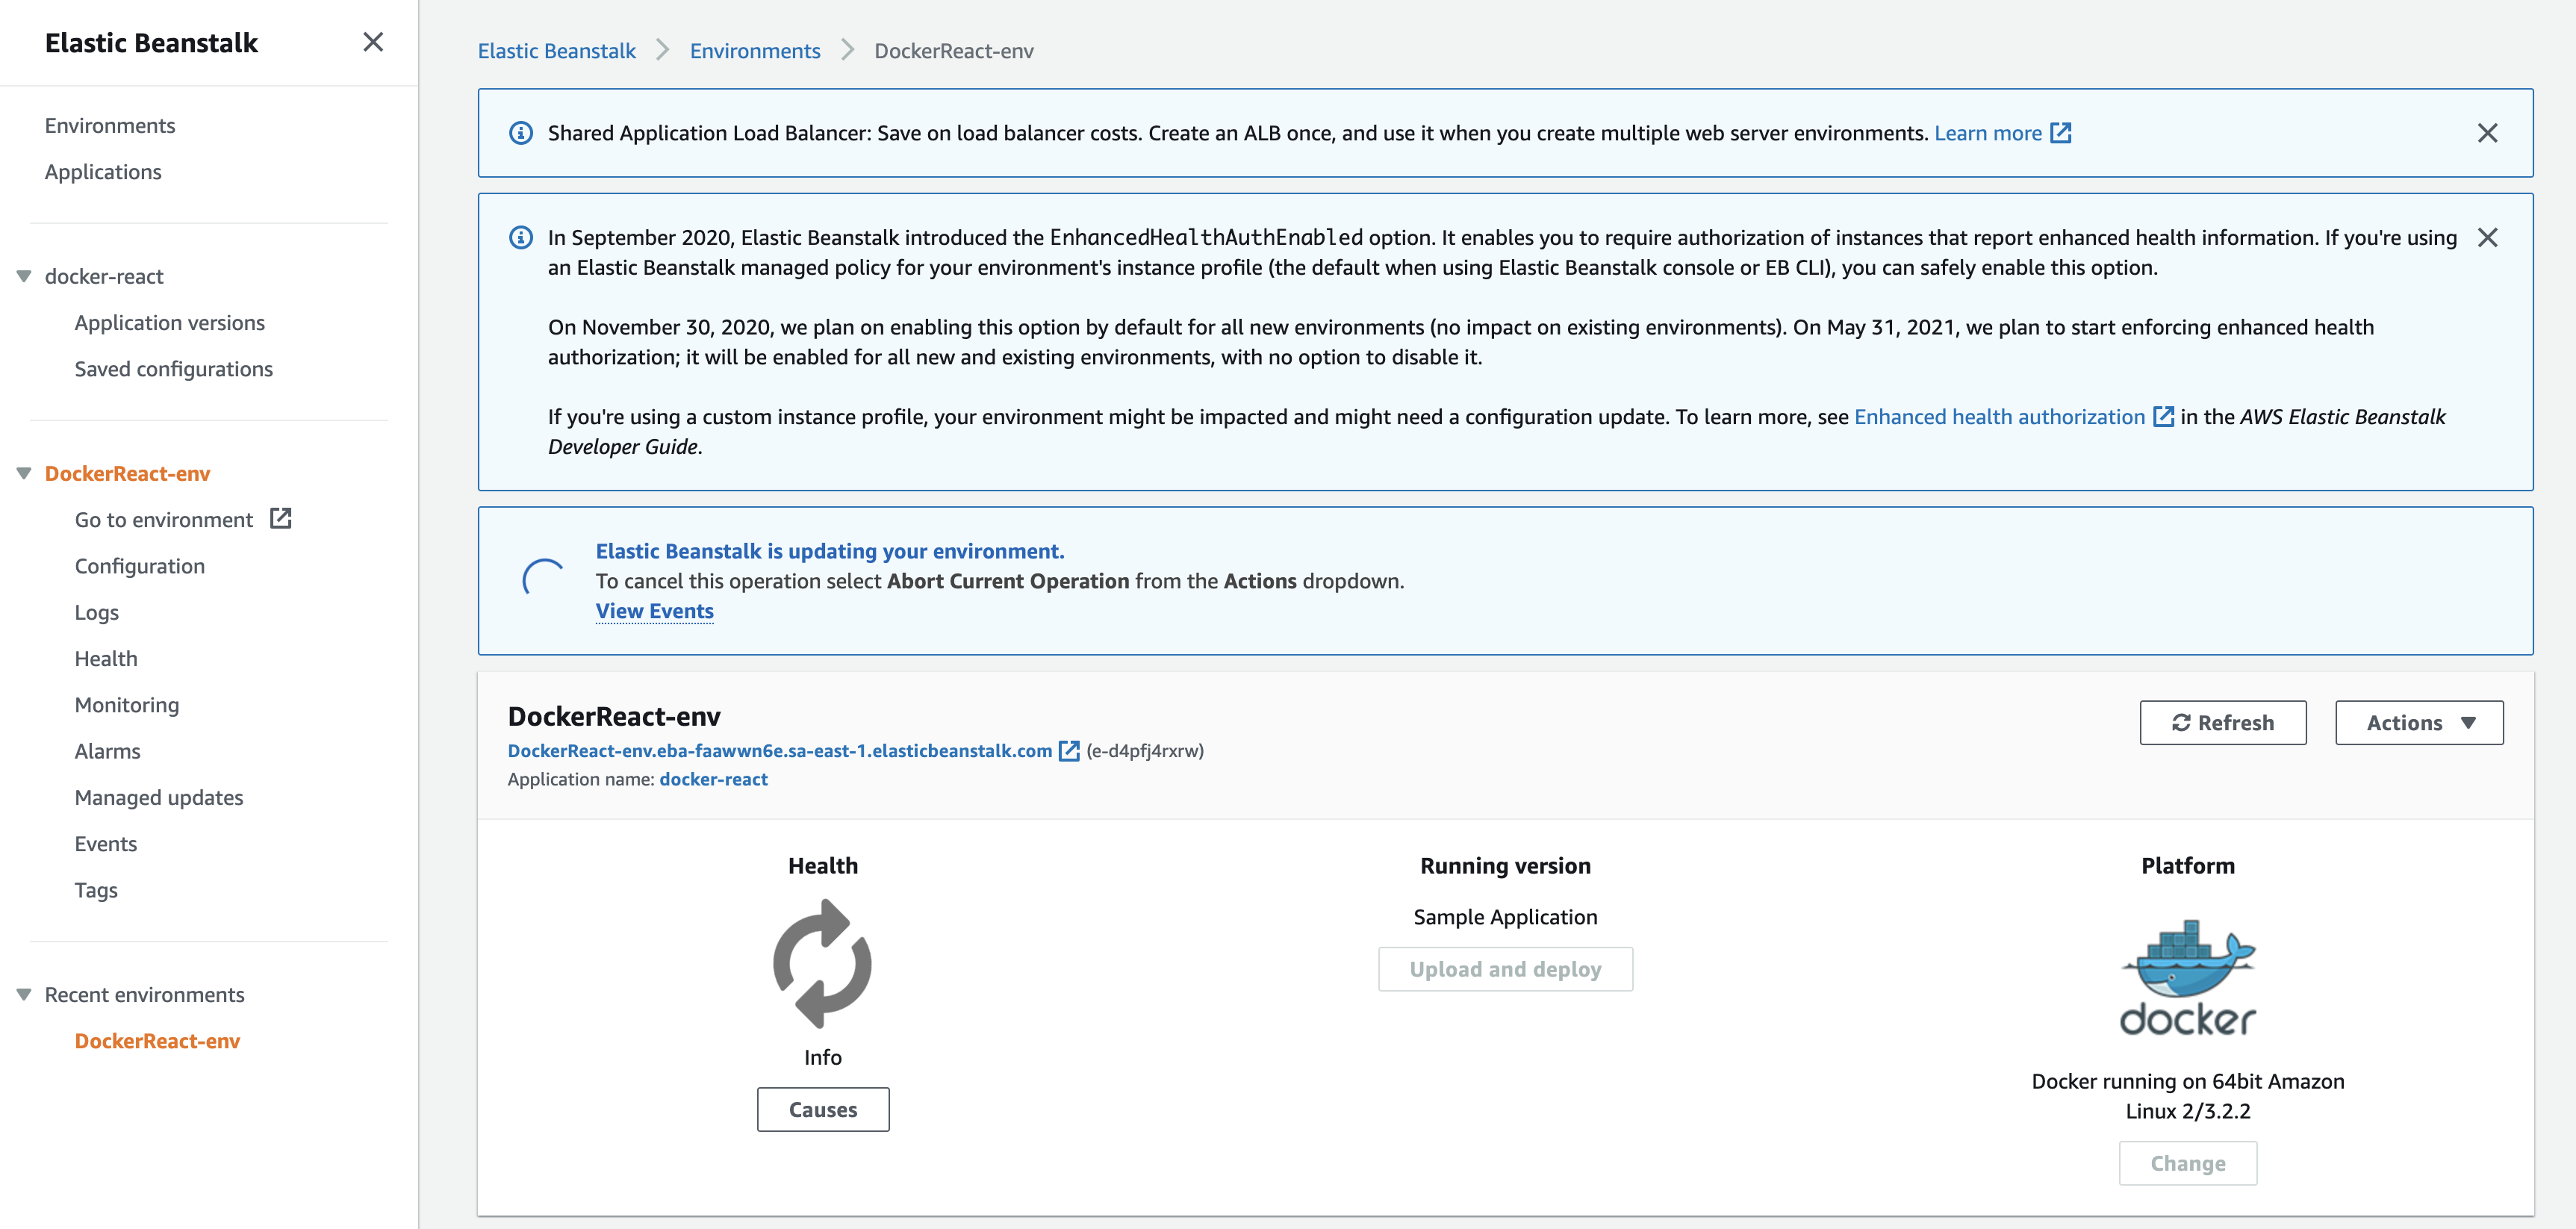 Elastic Beanstalk
Environments
Applications
docker-react
Application versions
Saved configurations
DockerReact-env
Go to environment
Configuration
Logs
Health
Monitoring
Alarms
Managed updates
Events
Tags
Recent environments
DockerReact-env
Elastic Beanstalk > Environments > DockerReact-env
Shared Application Load Balancer: Save on load balancer costs. Create an ALB once, and use it when you create multiple web server environments. Learn more
In September 2020, Elastic Beanstalk introduced the EnhancedHealthAuthEnabled option. It enables you to require authorization of instances that report enhanced health information. If you're using
an Elastic Beanstalk managed policy for your environment's instance profile (the default when using Elastic Beanstalk console or EB CLI), you can safely enable this option.
On November 30, 2020, we plan on enabling this option by default for all new environments (no impact on existing environments). On May 31, 2021, we plan to start enforcing enhanced health
authorization; it will be enabled for all new and existing environments, with no option to disable it.
If you're using a custom instance profile, your environment might be impacted and might need a configuration update. To learn more, see Enhanced health authorization in the AWS Elastic Beanstalk
Developer Guide.
Elastic Beanstalk is updating your environment.
To cancel this operation select Abort Current Operation from the Actions dropdown.
View Events
DockerReact-env
DockerReact-env.eba-faawwn6e.sa-east-1.elasticbeanstalk.com (e-d4pfj4rxrw)
Application name: docker-react
Refresh
Actions
Health
Info
Causes
Running version
Sample Application
Upload and deploy
Platform
docker
Docker running on 64bit Amazon
Linux 2/3.2.2
Change